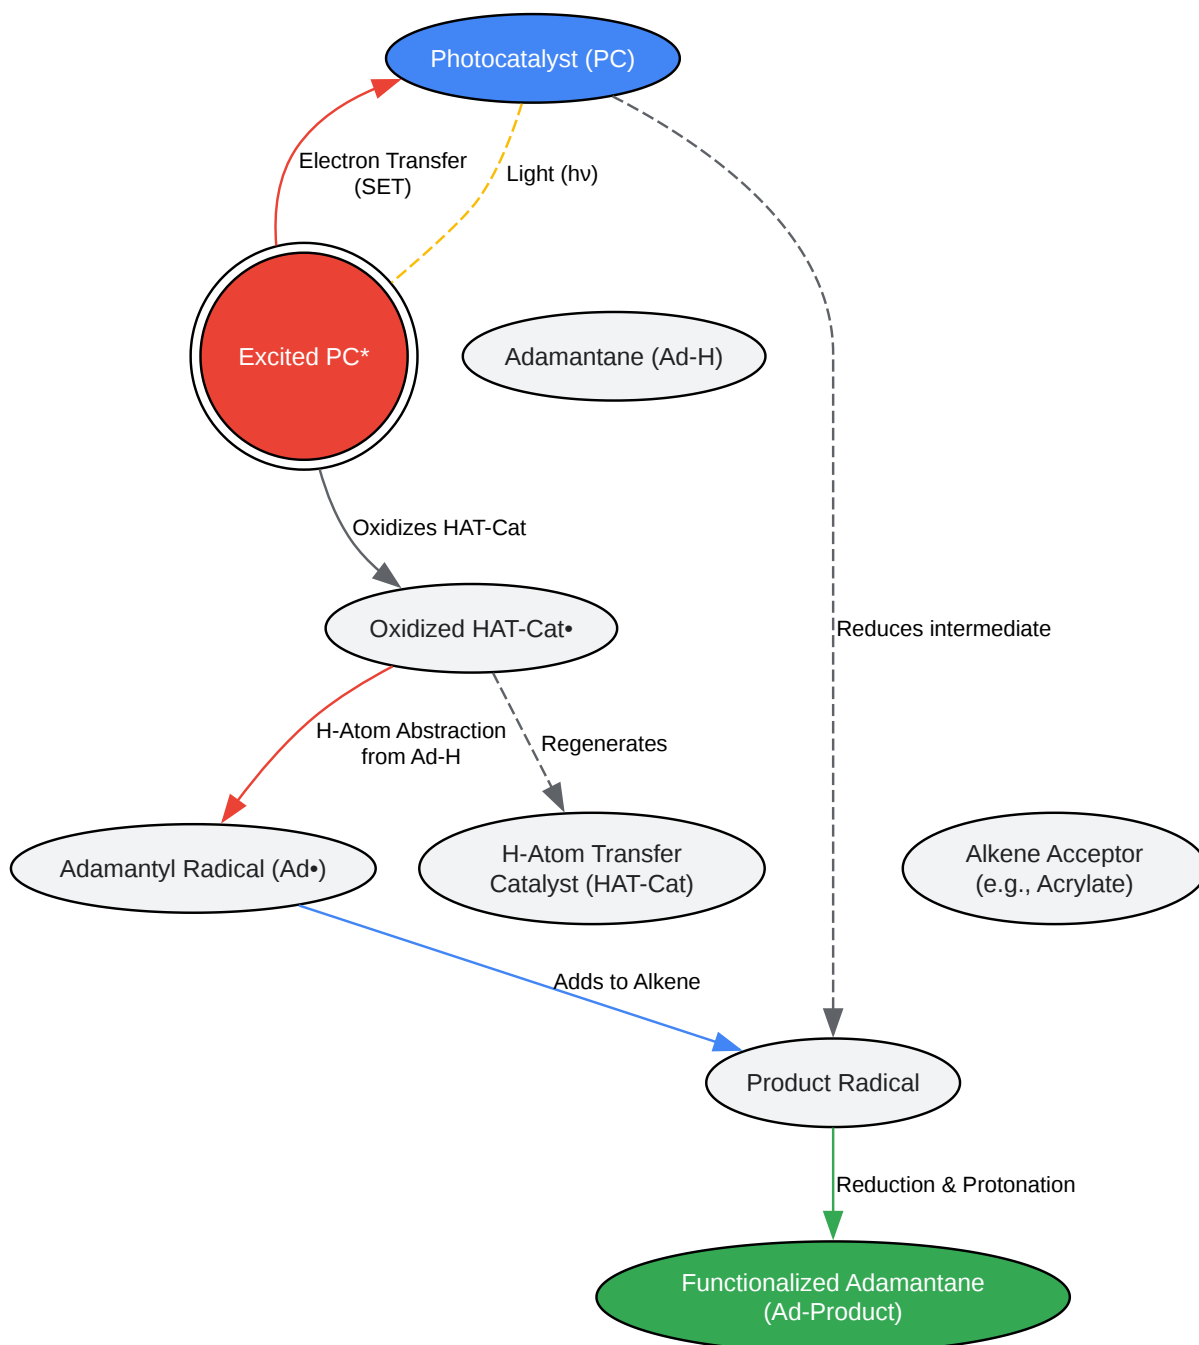 Photocatalyst (PC)
Electron Transfer
(SET)
Light (hν)
Excited PC*
Adamantane (Ad-H)
Oxidizes HAT-Cat
Oxidized HAT-Cat•
Reduces intermediate
H-Atom Abstraction
from Ad-H
Regenerates
Adamantyl Radical (Ad•)
H-Atom Transfer
Catalyst (HAT-Cat)
Alkene Acceptor
(e.g., Acrylate)
Adds to Alkene
Product Radical
Reduction & Protonation
Functionalized Adamantane
(Ad-Product)